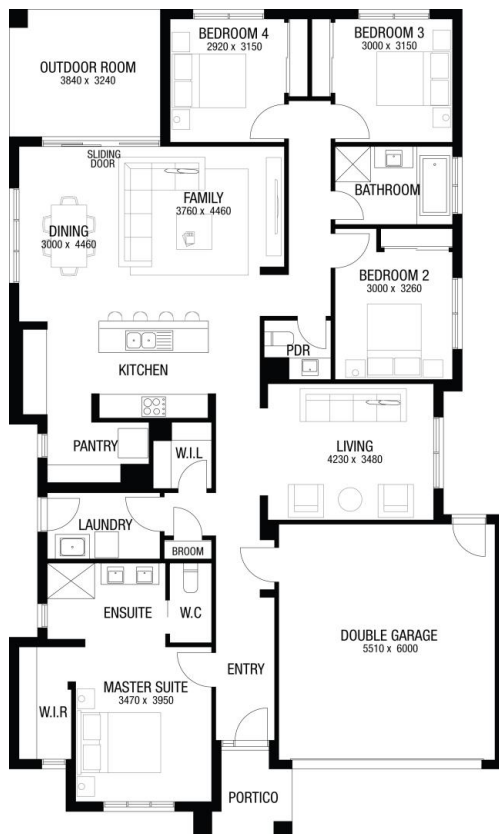 BEDROOM 4
2920 x 3150
BEDROOM 3
3000 x 3150
OUTDOOR ROOM
3840 x 3240
SLIDING
DOOR
FAMILY
3760 x 4460
BATHROOM
DINING
3000 x 4460
BEDROOM 2
3000 x 3260
PDR
KITCHEN
PANTRY
W.I.L
LIVING
4230 x 3480
LAUNDRY
BROOM
ENSUITE
W.C
DOUBLE GARAGE
5510 x 6000
ENTRY
MASTER SUITE
3470 x 3950
W.I.R
PORTICO